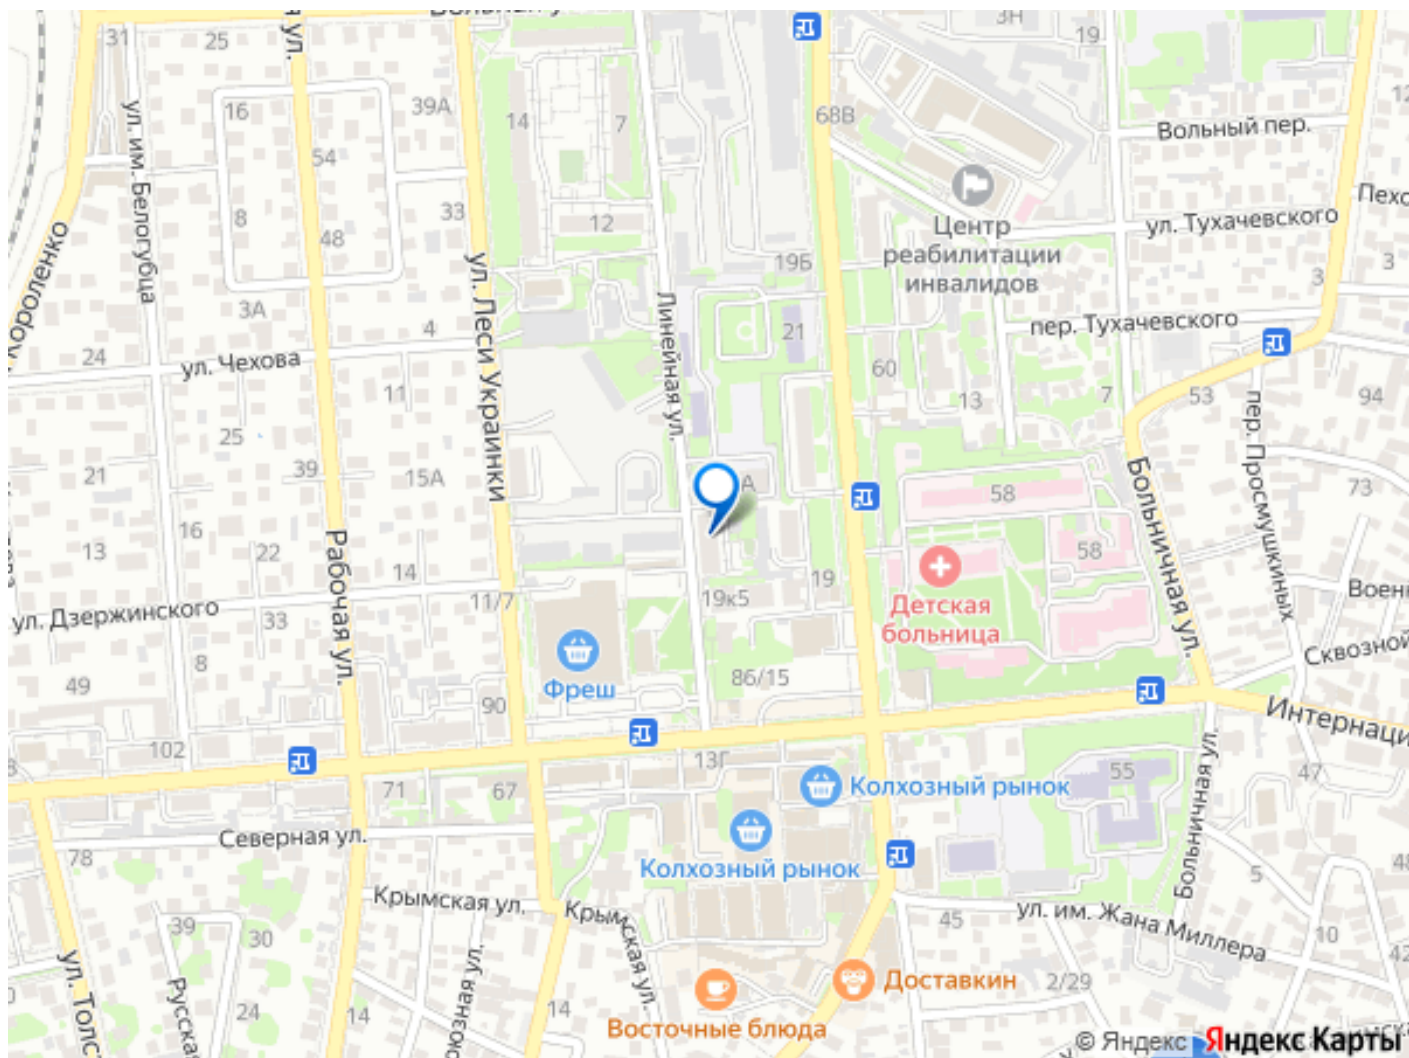 31
25
19
68В
16
39А
14
7
54
ул. им. Белогубца
Вольный пер.
8
33
12
48
Центр
реабилитации
инвалидов
ул. Тухачевского
19Б
3
3
Короленко
ул. Леси Украинки
Линейная ул.
3А
4
21
пер. Тухачевского
24
ул. Чехова
60
11
13
7
53
94
25
21
39
15А
58
73
16
13
22
14
58
Рабочая ул.
Больничная ул.
пер. Просмушкиных
ул. Дзержинского
33
11/7
19к5
19
Детская
больница
Сквозной
8
49
Фреш
86/15
90
102
13Г
71
67
Колхозный рынок
55
47
Больничная ул.
Северная ул.
78
Колхозный рынок
5
48
Крымская ул.
Крымская ул.
45
ул. им. Жана Миллера
39
30
10
42
Русская
24
14
14
Доставкин
2/29
Восточные блюда
© Яндекс Яндекс Карты